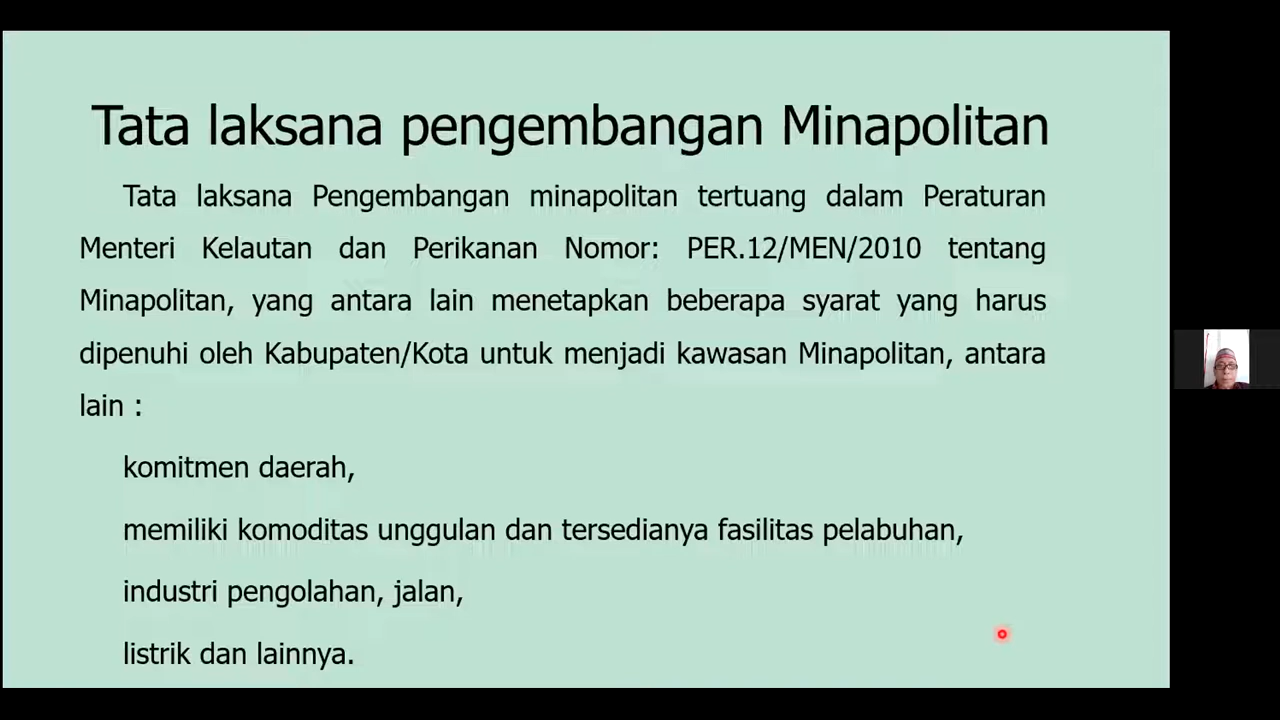 Tata laksana pengembangan Minapolitan
Tata laksana Pengembangan minapolitan tertuang dalam Peraturan
Menteri Kelautan dan Perikanan Nomor: PER.12/MEN/2010 tentang
Minapolitan, yang antara lain menetapkan beberapa syarat yang harus
dipenuhi oleh Kabupaten/Kota untuk menjadi kawasan Minapolitan, antara
lain :
komitmen daerah,
memiliki komoditas unggulan dan tersedianya fasilitas pelabuhan,
industri pengolahan, jalan,
listrik dan lainnya.